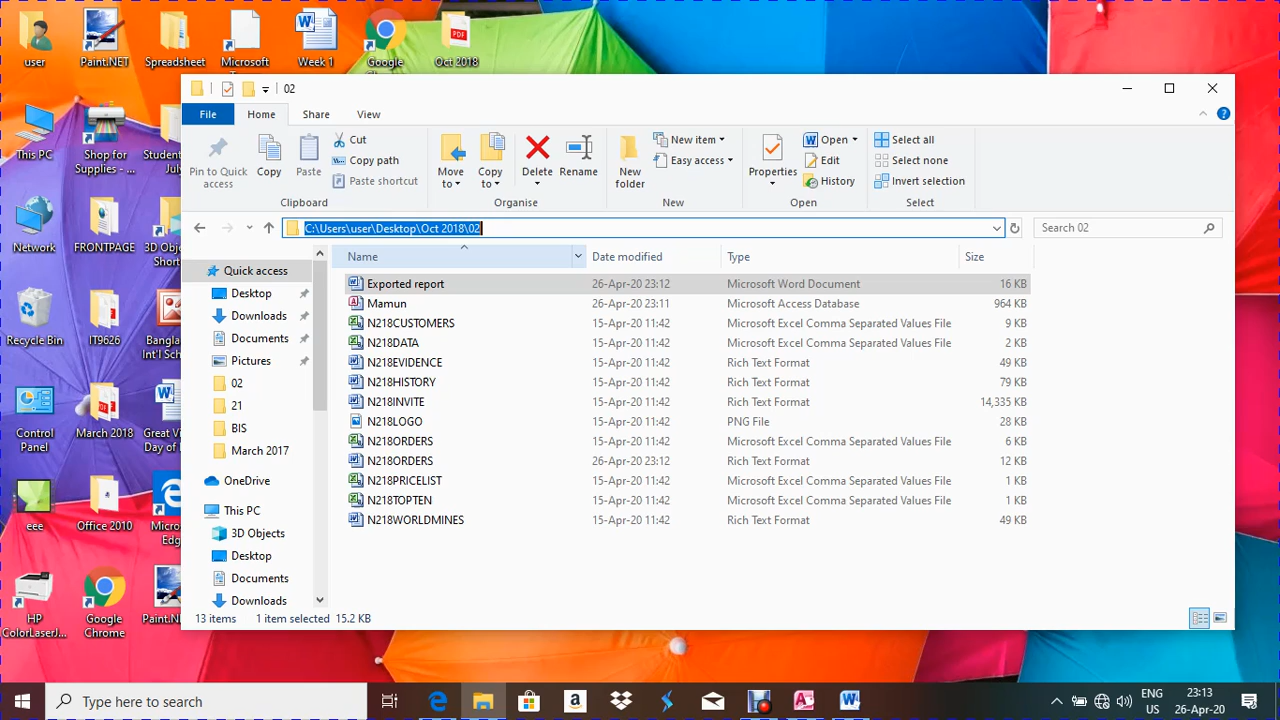 user
Paint.NET
Spreadsheet
Microsoft
Week 1
Google
Oct 2018
02
File
Home
Share
View
Pin to Quick access
Copy
Paste
Cut
Copy path
Paste shortcut
Clipboard
Move to
Copy to
Delete
Rename
Organise
New folder
New item
Easy access
New
Properties
Open
Edit
History
Open
Select all
Select none
Invert selection
Select
C:\Users\user\Desktop\Oct 2018\02
Search 02
Name
Date modified
Type
Size
Exported report 26-Apr-20 23:12 Microsoft Word Document 16 KB
Mamun 26-Apr-20 23:11 Microsoft Access Database 964 KB
N218CUSTOMERS 15-Apr-20 11:42 Microsoft Excel Comma Separated Values File 9 KB
N218DATA 15-Apr-20 11:42 Microsoft Excel Comma Separated Values File 2 KB
N218EVIDENCE 15-Apr-20 11:42 Rich Text Format 49 KB
N218HISTORY 15-Apr-20 11:42 Rich Text Format 79 KB
N218INVITE 15-Apr-20 11:42 Rich Text Format 14,335 KB
N218LOGO 15-Apr-20 11:42 PNG File 28 KB
N218ORDERS 15-Apr-20 11:42 Microsoft Excel Comma Separated Values File 6 KB
N218ORDERS 26-Apr-20 23:12 Rich Text Format 12 KB
N218PRICELIST 15-Apr-20 11:42 Microsoft Excel Comma Separated Values File 1 KB
N218TOPTEN 15-Apr-20 11:42 Microsoft Excel Comma Separated Values File 1 KB
N218WORLDMINES 15-Apr-20 11:42 Rich Text Format 49 KB
Quick access
Desktop
Downloads
Documents
Pictures
02
21
BIS
March 2017
OneDrive
This PC
3D Objects
Desktop
Documents
Downloads
13 items 1 item selected 15.2 KB
This PC
Shop for
Supplies - ...
Student
July
Network
FRONTPAGE
3D Obje
Short
Recycle Bin
IT9626
Bangla
Int'l Sch
Control
Panel
March 2018
Great Vi
Day of
eee
Office 2010
Micros
Edg
HP
ColorLaserJ...
Google
Chrome
Paint.N
Type here to search
ENG
US
23:13
26-Apr-20